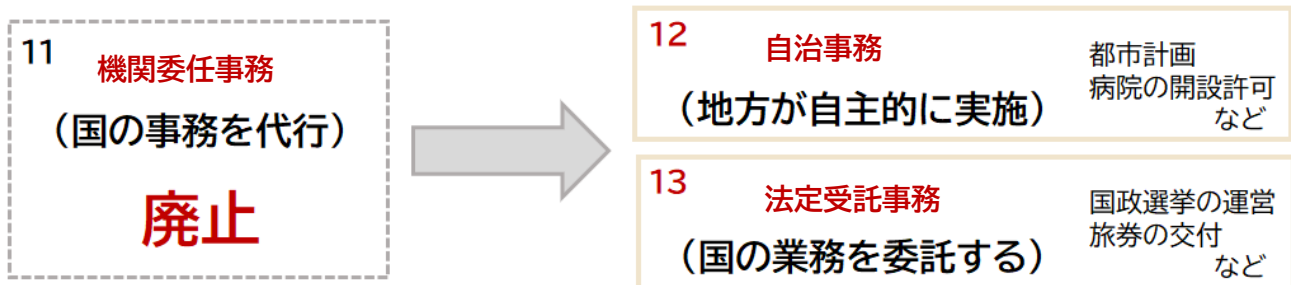 11
機関委任事務
（国の事務を代行）
廃止
12
自治事務
（地方が自主的に実施）
都市計画
病院の開設許可
など
13
法定受託事務
（国の業務を委託する）
国政選挙の運営
旅券の交付
など